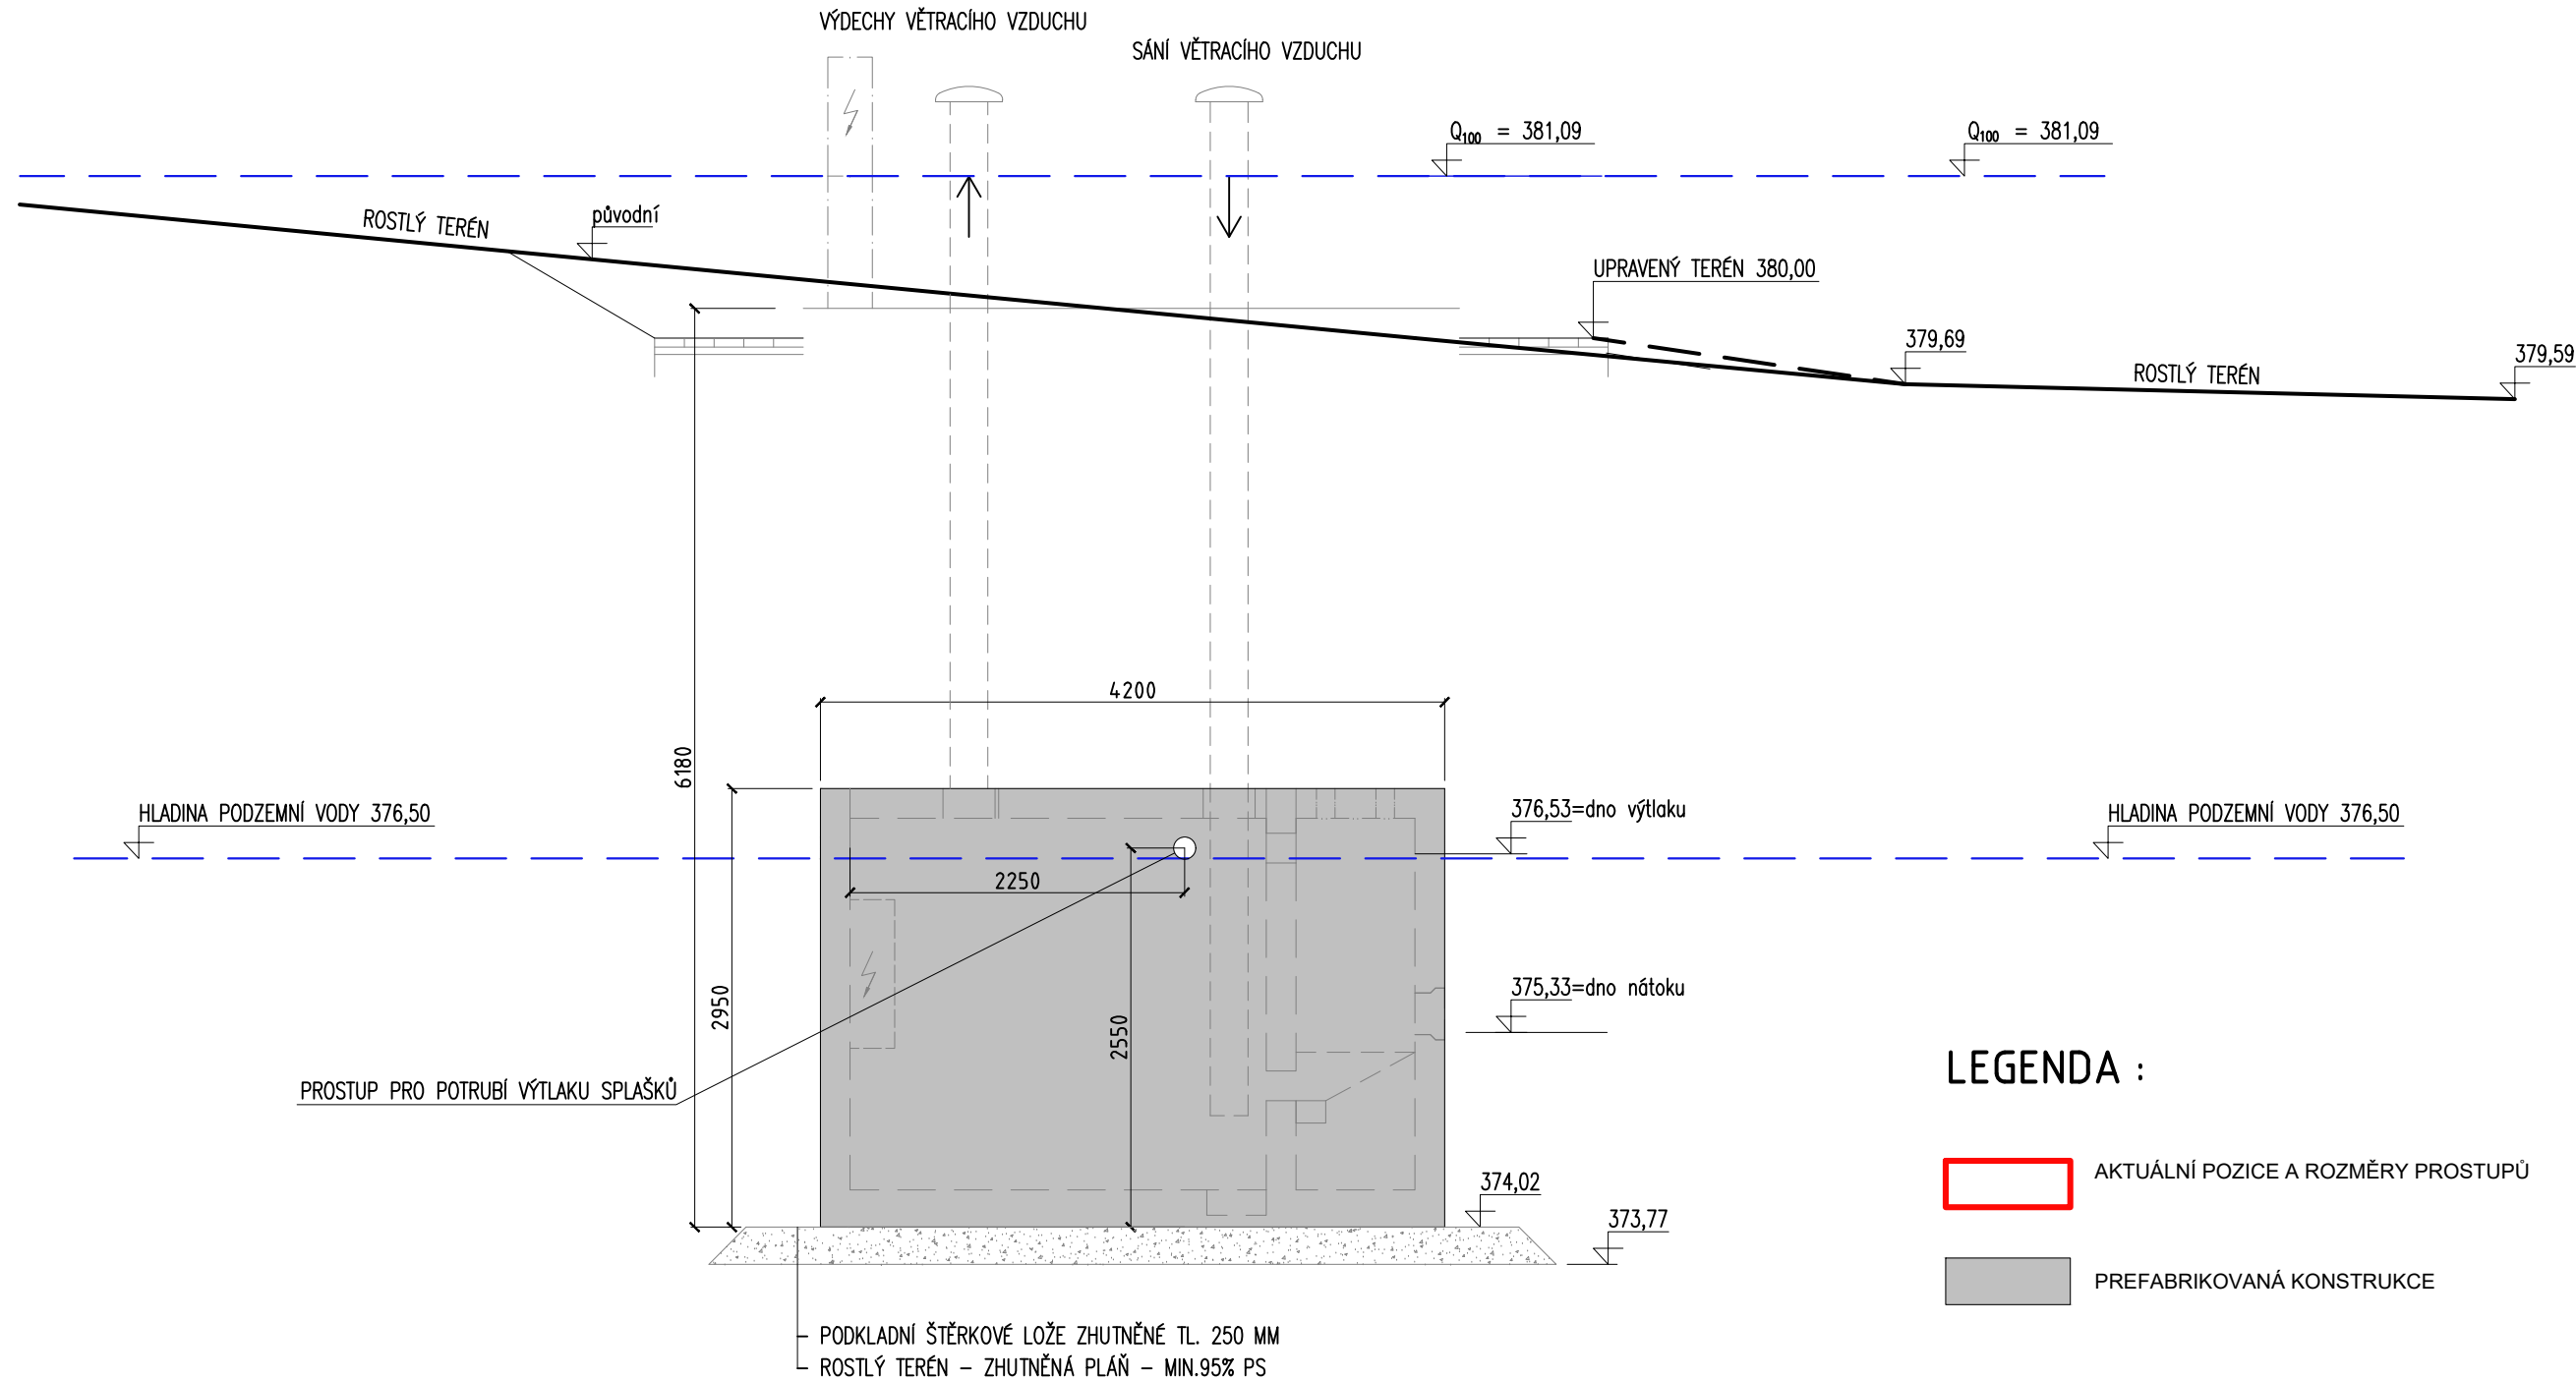 VÝDECHY VĚTRACÍHO VZDUCHU
SÁNÍ VĚTRACÍHO VZDUCHU
Q₁₀₀ = 381,09
Q₁₀₀ = 381,09
ROSTLÝ TERÉN
původní
UPRAVENÝ TERÉN 380,00
379,69
379,59
ROSTLÝ TERÉN
4200
6180
HLADINA PODZEMNÍ VODY 376,50
376,53=dno výtlaku
HLADINA PODZEMNÍ VODY 376,50
2250
2950
2550
375,33=dno nátoku
PROSTUP PRO POTRUBÍ VÝTLAKU SPLAŠKŮ
374,02
373,77
PODKLADNÍ ŠTĚRKOVÉ LOŽE ZHUTNĚNÉ TL. 250 MM
ROSTLÝ TERÉN – ZHUTNĚNÁ PLÁŇ – MIN.95% PS
LEGENDA :
AKTUÁLNÍ POZICE A ROZMĚRY PROSTUPŮ
PREFABRIKOVANÁ KONSTRUKCE